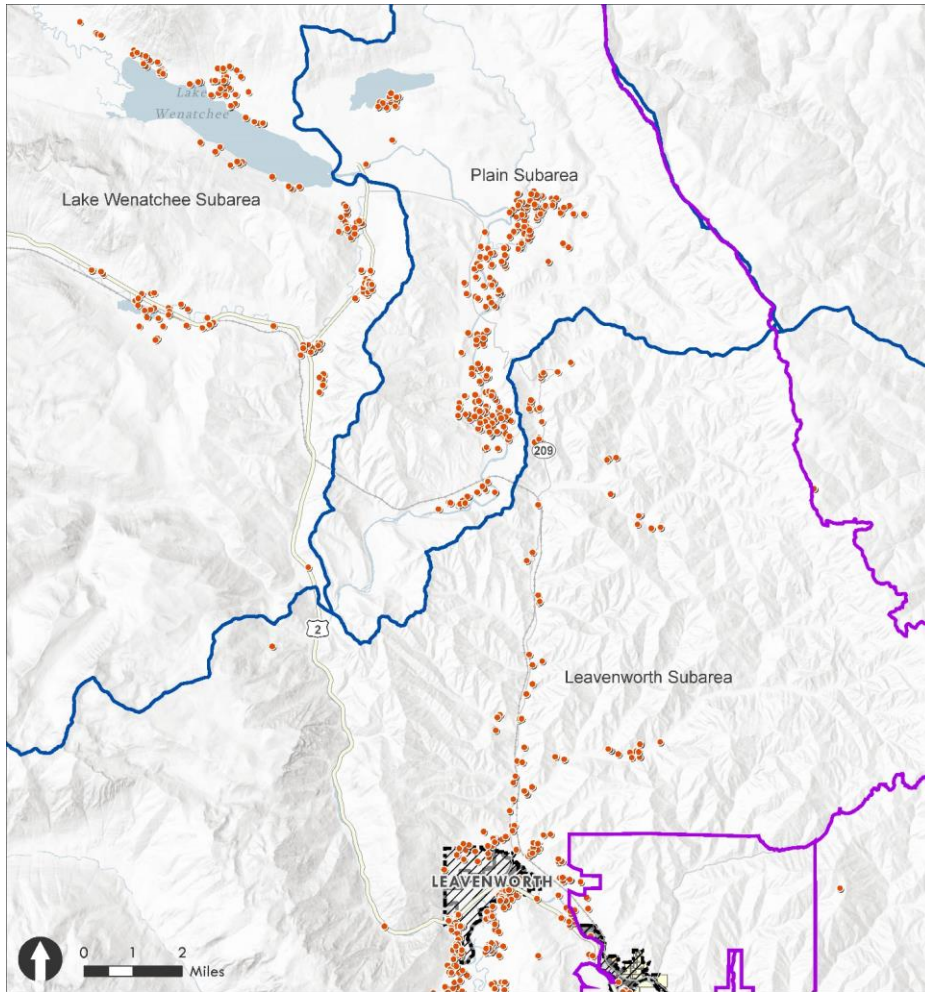 Lake
Wenatchee
Plain Subarea
Lake Wenatchee Subarea
209
2
Leavenworth Subarea
LEAVENWORTH
0 1 2
Miles